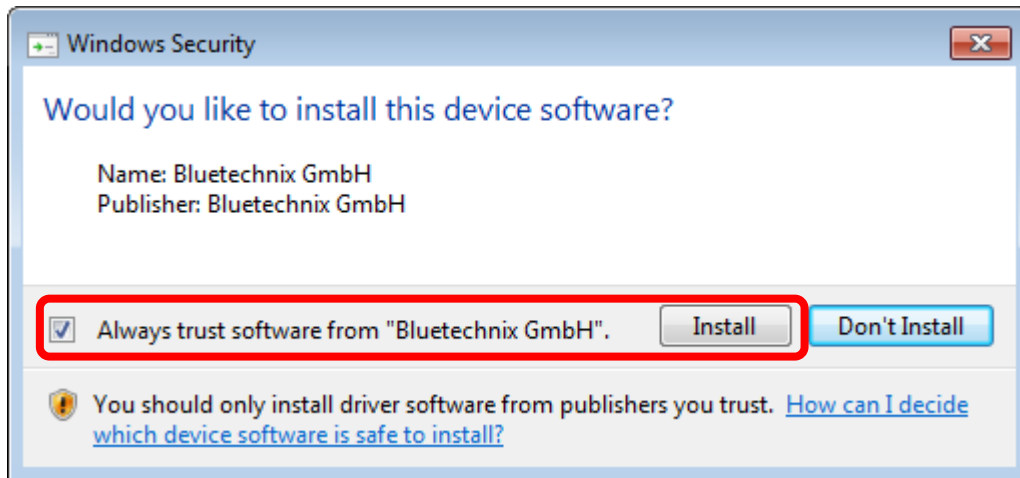 Windows Security
Would you like to install this device software?
Name: Bluetechnix GmbH
Publisher: Bluetechnix GmbH
Always trust software from "Bluetechnix GmbH". Install Don't Install
You should only install driver software from publishers you trust. How can I decide
which device software is safe to install?